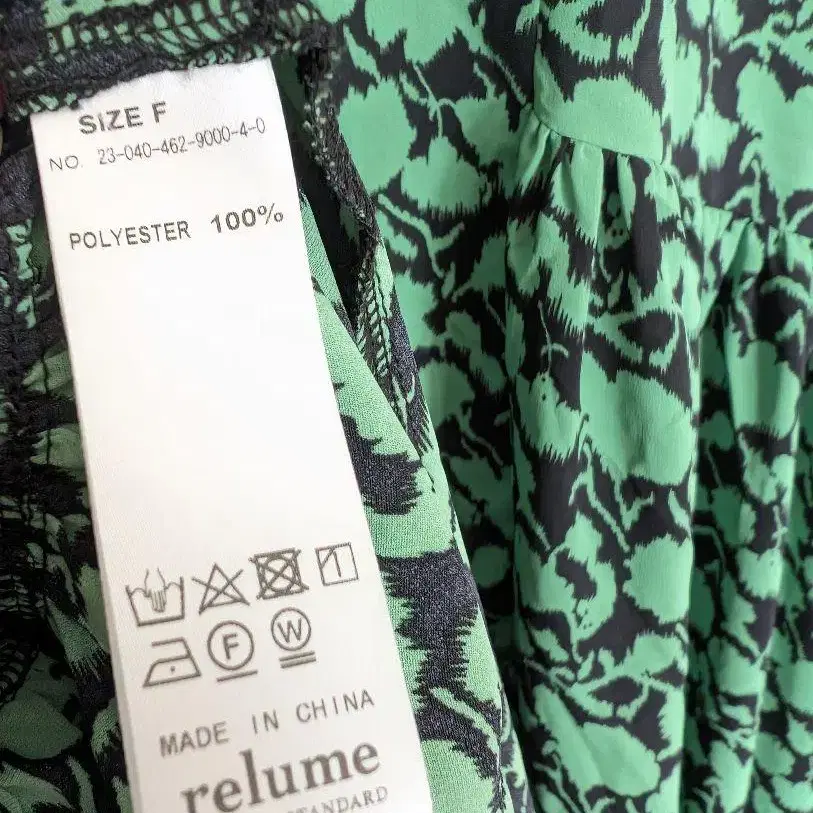 SIZE F
NO. 23-040-462-9000-4-0
POLYESTER 100%
F W
MADE IN CHINA
relume
STANDARD